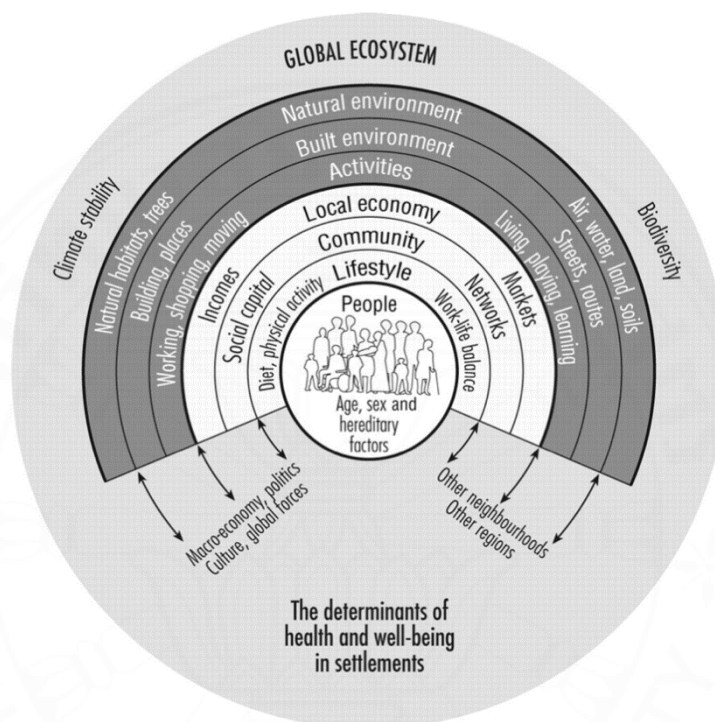 GLOBAL ECOSYSTEM
Climate stability
Biodiversity
Natural environment
Natural habitats, trees
Air, water, land, soils
Built environment
Building, places
Streets, routes
Activities
Working, shopping, moving
Living, playing, learning
Local economy
Incomes
Markets
Community
Social capital
Networks
Lifestyle
Diet, physical activity
Work-life balance
People
Age, sex and
hereditary
factors
Macro-economy, politics
Culture, global forces
Other neighbourhoods
Other regions
The determinants of
health and well-being
in settlements